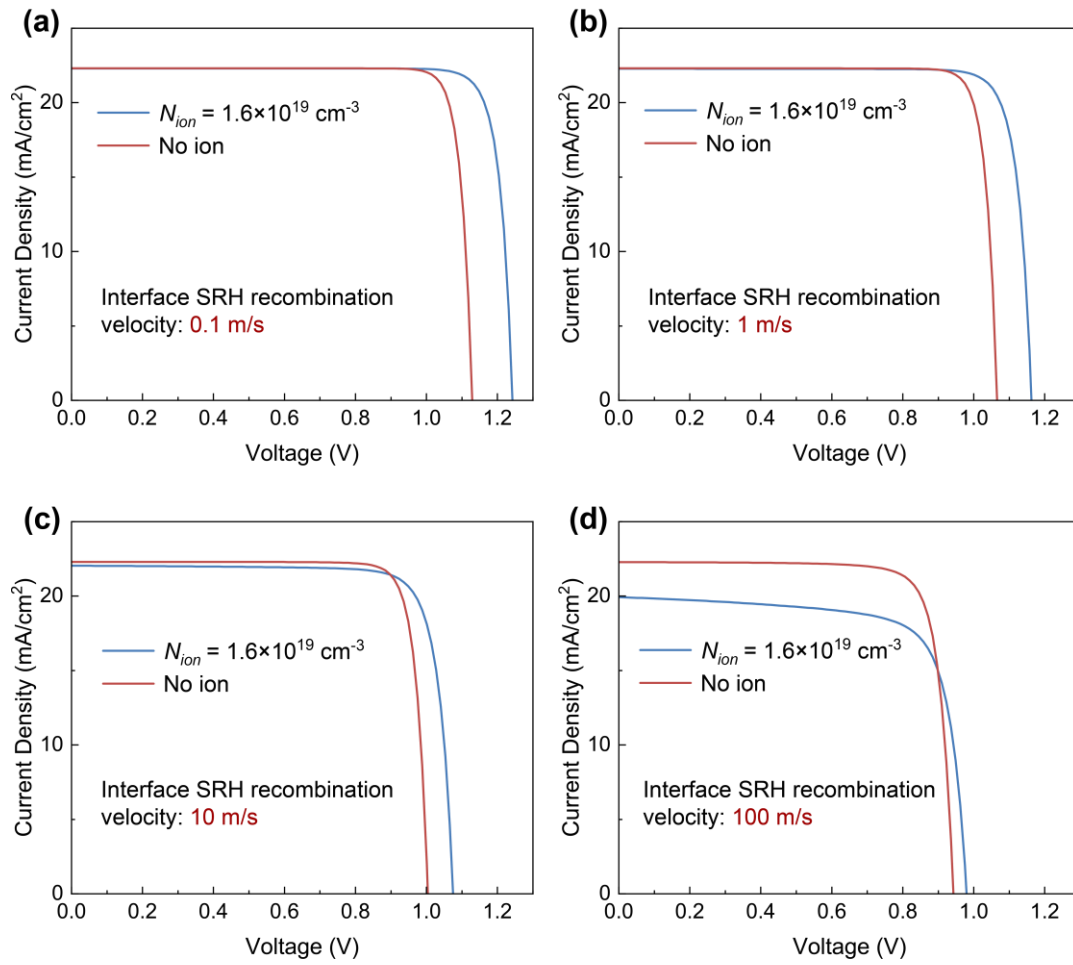 (a)
Current Density (mA/cm²)
20
10
0
N_ion = 1.6×10¹⁹ cm⁻³
No ion
Interface SRH recombination
velocity: 0.1 m/s
0.0 0.2 0.4 0.6 0.8 1.0 1.2
Voltage (V)
(b)
Current Density (mA/cm²)
20
10
0
N_ion = 1.6×10¹⁹ cm⁻³
No ion
Interface SRH recombination
velocity: 1 m/s
0.0 0.2 0.4 0.6 0.8 1.0 1.2
Voltage (V)
(c)
Current Density (mA/cm²)
20
10
0
N_ion = 1.6×10¹⁹ cm⁻³
No ion
Interface SRH recombination
velocity: 10 m/s
0.0 0.2 0.4 0.6 0.8 1.0 1.2
Voltage (V)
(d)
Current Density (mA/cm²)
20
10
0
N_ion = 1.6×10¹⁹ cm⁻³
No ion
Interface SRH recombination
velocity: 100 m/s
0.0 0.2 0.4 0.6 0.8 1.0 1.2
Voltage (V)